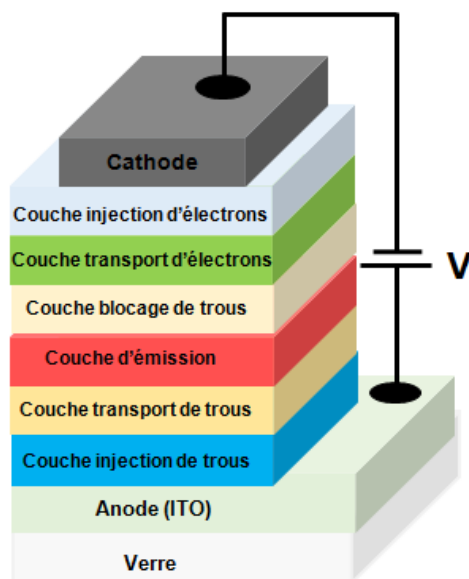 Cathode
Couche injection d'électrons
Couche transport d'électrons
Couche blocage de trous
V
Couche d'émission
Couche transport de trous
Couche injection de trous
Anode (ITO)
Verre